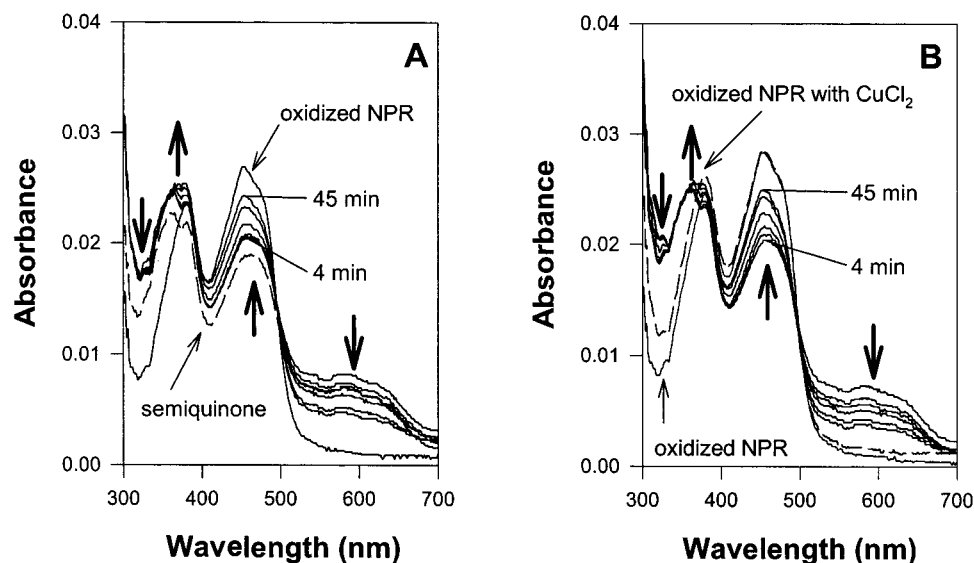 A
0.04
0.03
0.02
0.01
0.00
Absorbance
oxidized NPR
45 min
4 min
semiquinone
300 400 500 600 700
Wavelength (nm)
B
0.04
0.03
0.02
0.01
0.00
Absorbance
oxidized NPR with CuCl₂
45 min
4 min
oxidized NPR
300 400 500 600 700
Wavelength (nm)